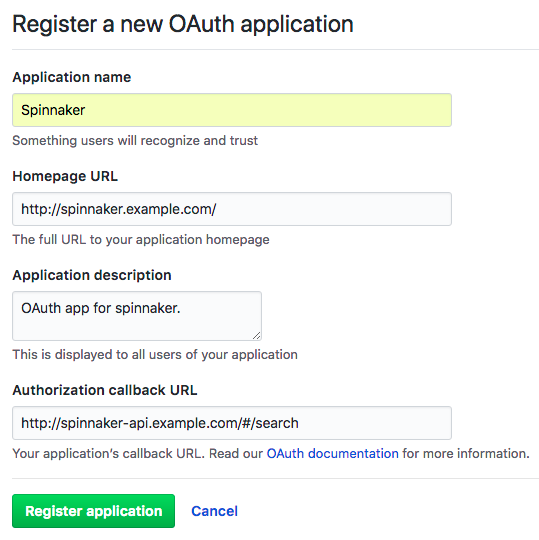 Register a new OAuth application
Application name
Spinnaker
Something users will recognize and trust
Homepage URL
http://spinnaker.example.com/
The full URL to your application homepage
Application description
OAuth app for spinnaker.
This is displayed to all users of your application
Authorization callback URL
http://spinnaker-api.example.com/#/search
Your application's callback URL. Read our OAuth documentation for more information.
Register application Cancel